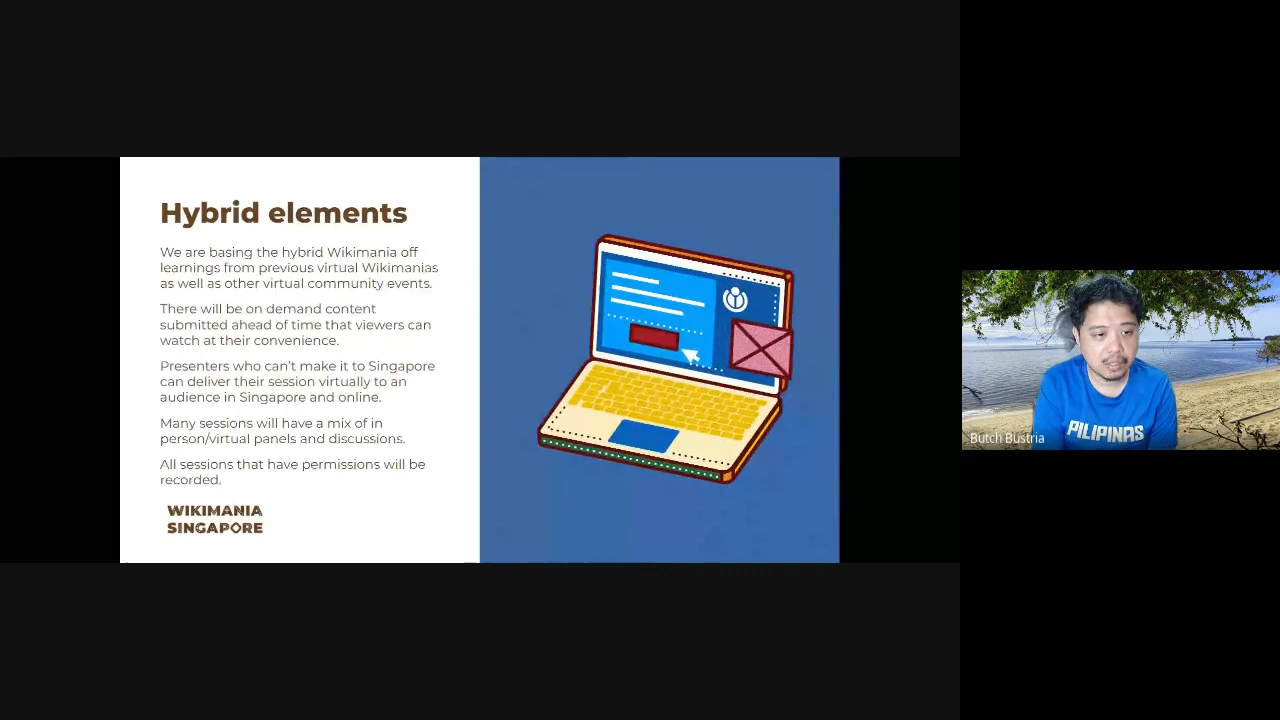 Hybrid elements
We are basing the hybrid Wikimania off
learnings from previous virtual Wikimanias
as well as other virtual community events.
There will be on demand content
submitted ahead of time that viewers can
watch at their convenience.
Presenters who can't make it to Singapore
can deliver their session virtually to an
audience in Singapore and online.
Many sessions will have a mix of in
person/virtual panels and discussions.
All sessions that have permissions will be
recorded.
WIKIMANIA
SINGAPORE
PILIPINAS
Butch Bustria